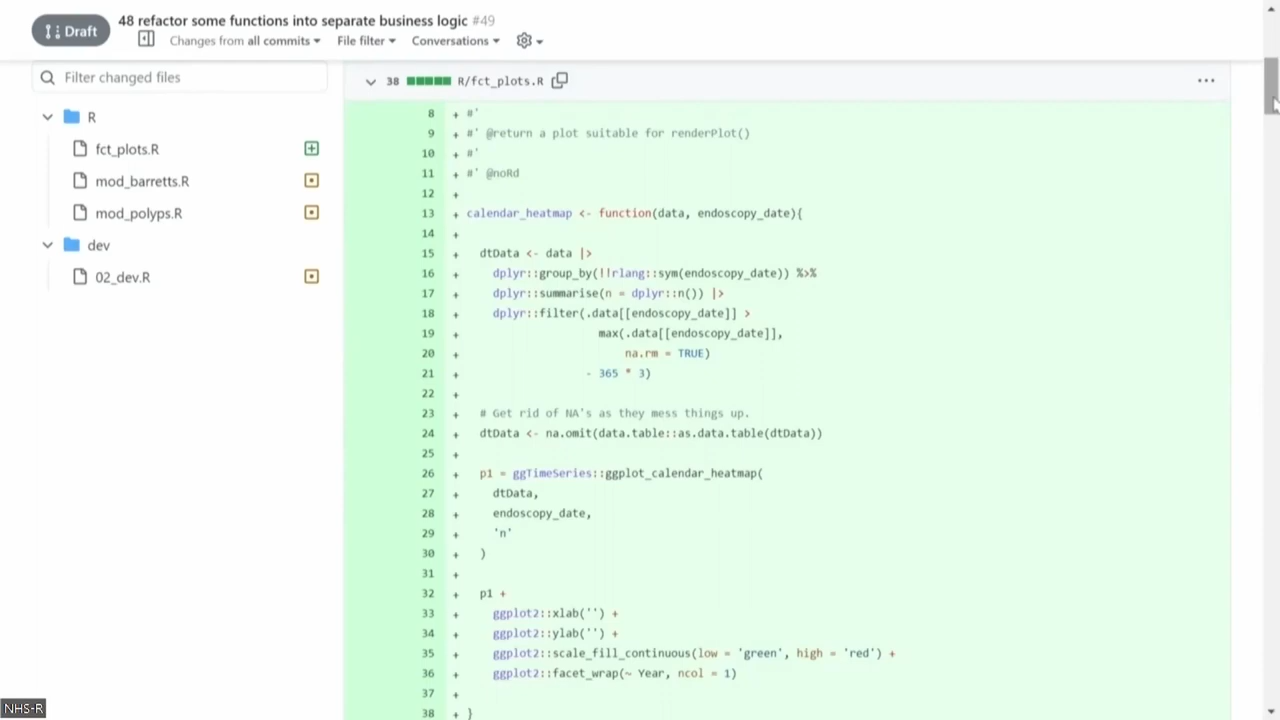 Draft
48 refactor some functions into separate business logic #49
Changes from all commits File filter Conversations
Filter changed files
38 R/fct_plots.R
R
fct_plots.R
mod_barretts.R
mod_polyps.R
dev
02_dev.R
8 + #'
9 + #' @return a plot suitable for renderPlot()
10 + #'
11 + #' @noRd
12 +
13 + calendar_heatmap <- function(data, endoscopy_date){
14 +
15 + dtData <- data |>
16 + dplyr::group_by(!!rlang::sym(endoscopy_date)) %>%
17 + dplyr::summarise(n = dplyr::n()) |>
18 + dplyr::filter(.data[[endoscopy_date]] >
19 + max(.data[[endoscopy_date]],
20 + na.rm = TRUE)
21 + - 365 * 3)
22 +
23 + # Get rid of NA's as they mess things up.
24 + dtData <- na.omit(data.table::as.data.table(dtData))
25 +
26 + p1 = ggTimeSeries::ggplot_calendar_heatmap(
27 + dtData,
28 + endoscopy_date,
29 + 'n'
30 + )
31 +
32 + p1 +
33 + ggplot2::xlab('') +
34 + ggplot2::ylab('') +
35 + ggplot2::scale_fill_continuous(low = 'green', high = 'red') +
36 + ggplot2::facet_wrap(~ Year, ncol = 1)
37 +
38 + }
NHS-R